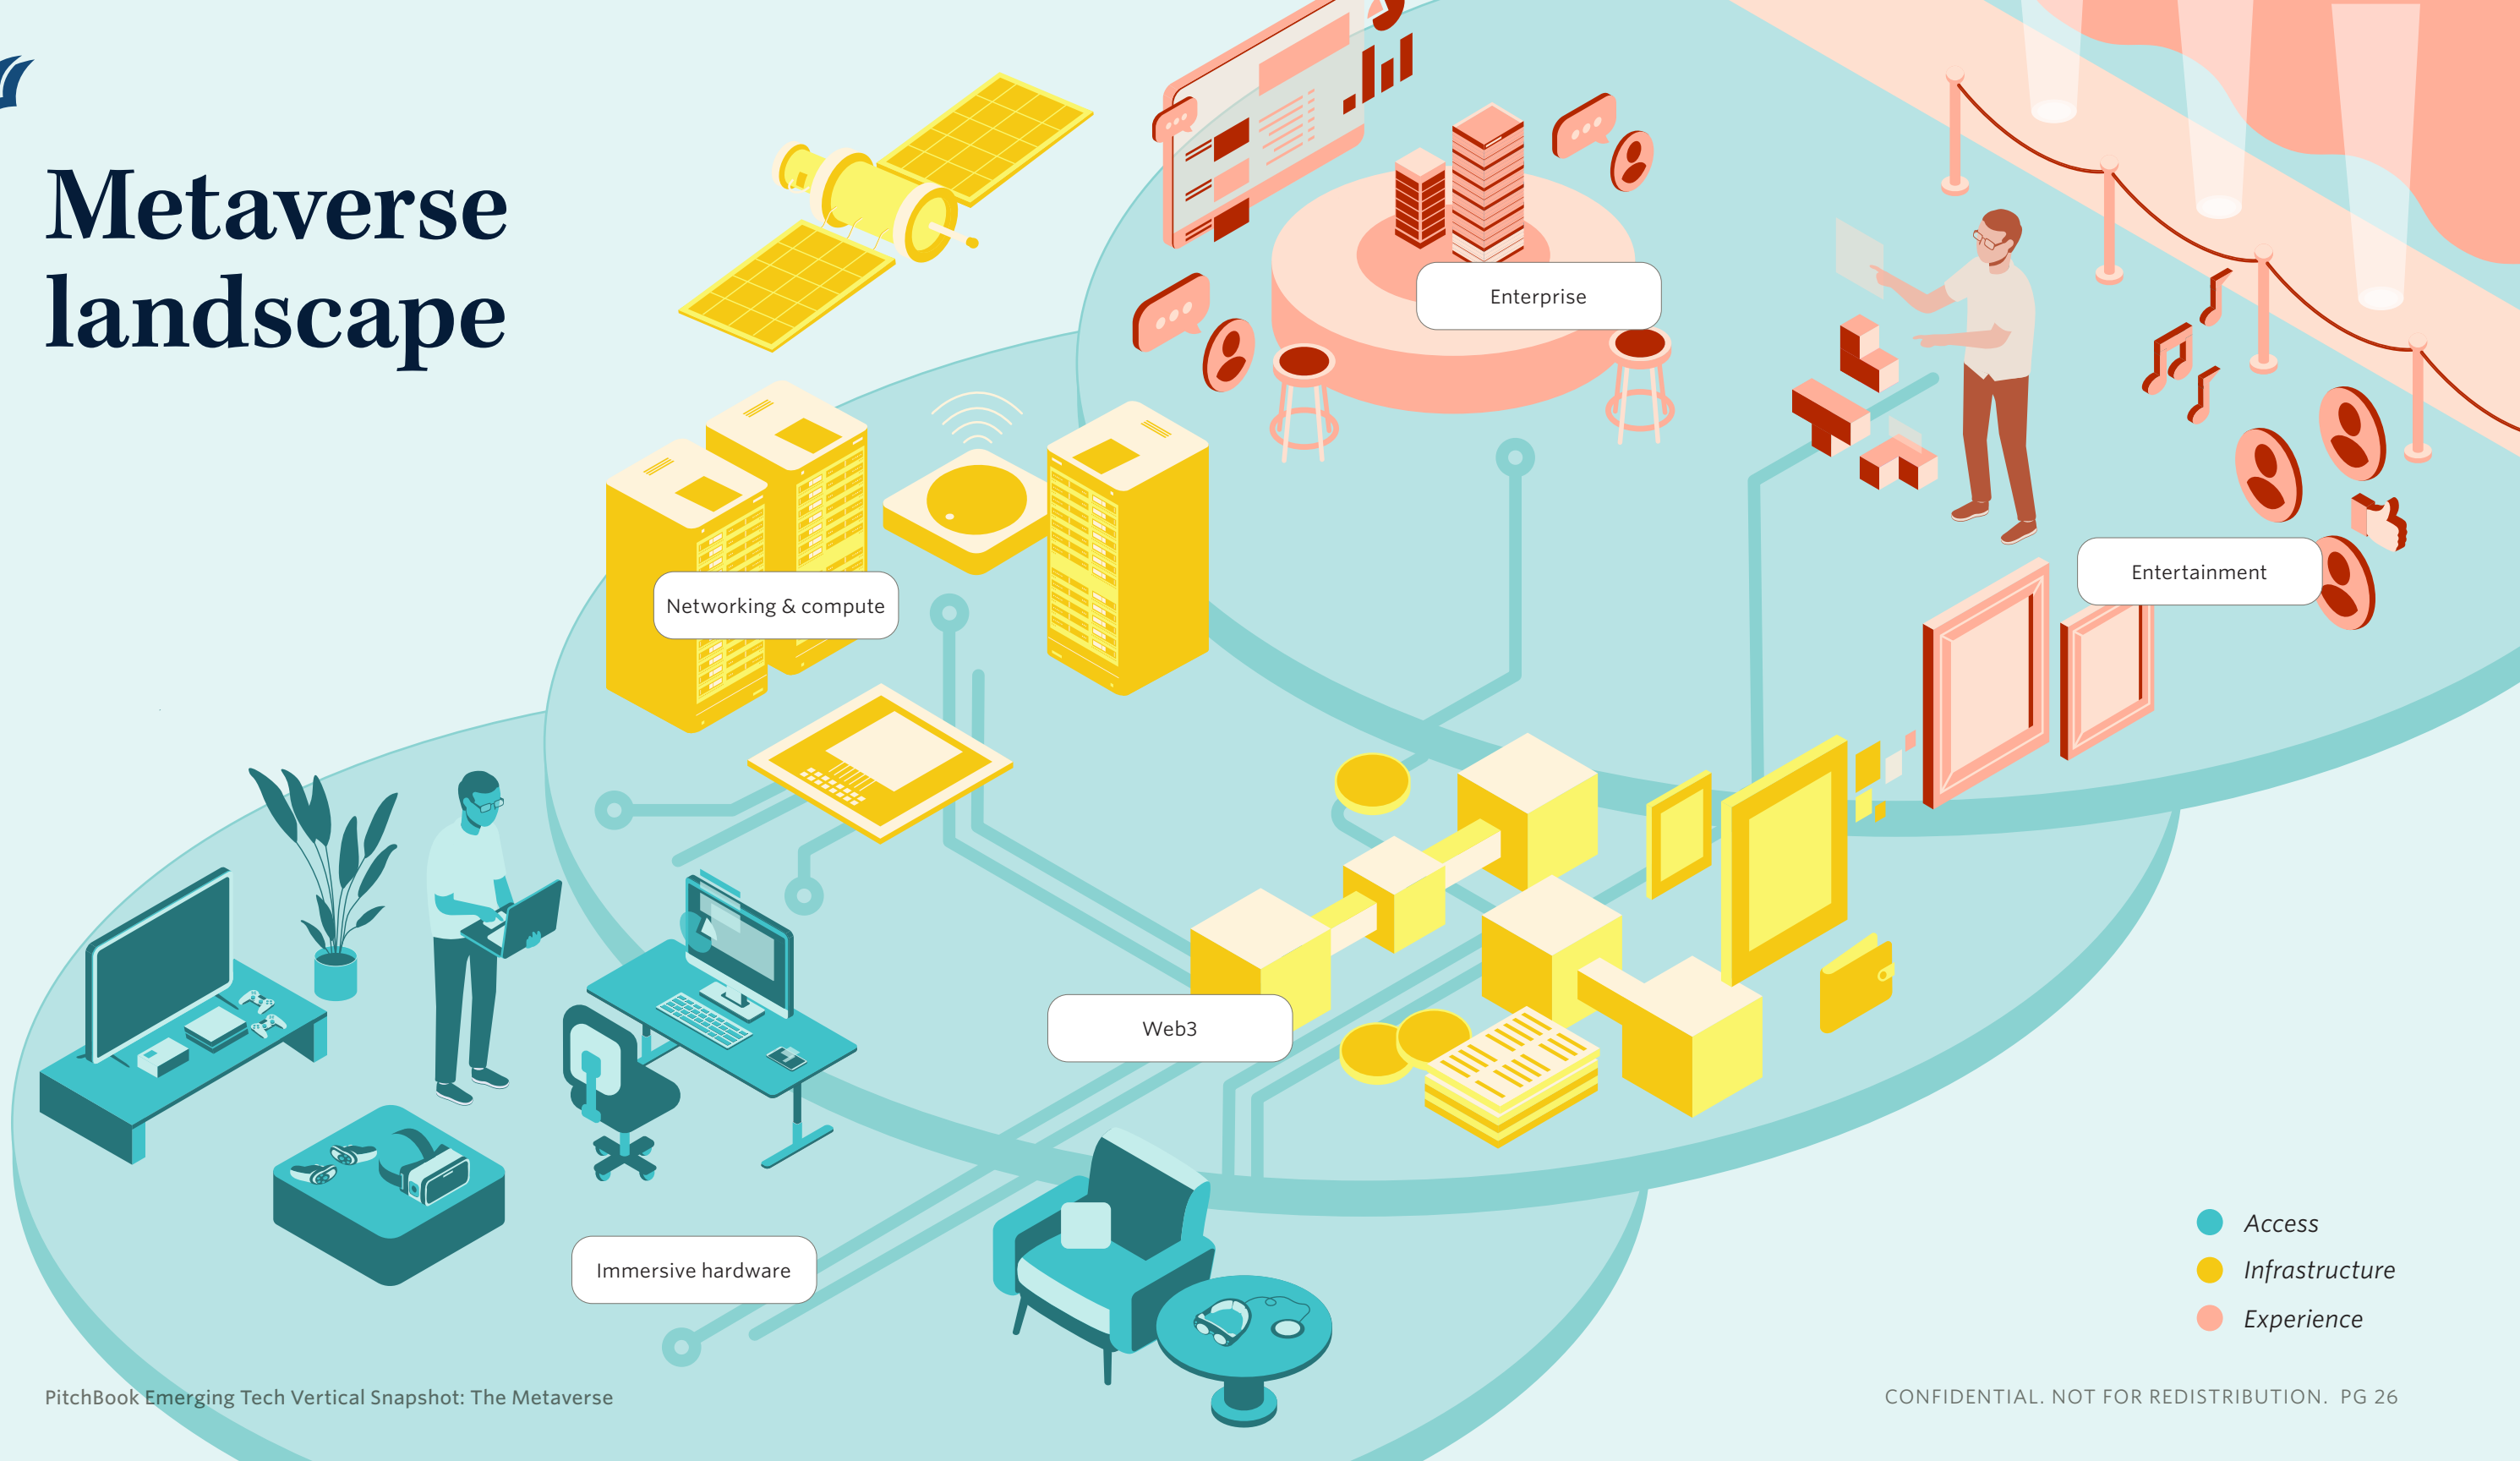 Metaverse
landscape
Enterprise
Entertainment
Networking & compute
Web3
Immersive hardware
Access
Infrastructure
Experience
PitchBook Emerging Tech Vertical Snapshot: The Metaverse
CONFIDENTIAL. NOT FOR REDISTRIBUTION. PG 26